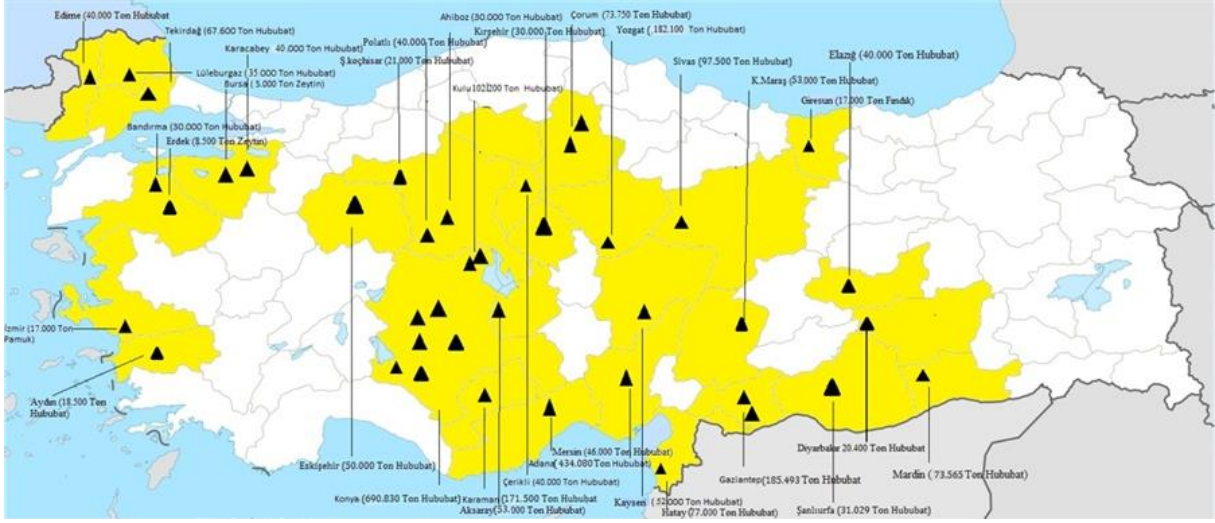 Edirne (40.000 Ton Hububat
Tekirdağ (67.600 Ton Hububat)
Karacabey 40.000 Ton Hububat)
Lüleburgaz (35.000 Ton Hububat)
Bursa ( 5.000 Ton Zeytin)
Bandırma (30.000 Ton Hububat)
Erdek (8.500 Ton Zeytin)
Ahiboz (30.000 Ton Hububat)
Polatlı (40.000 Ton Hububat)
Ş.koçhisar (21.000 Ton Hububat)
Kulu Ton Hububat)
Çorum (73.750 Ton Hububat)
Kırşehir (30.000 Ton Hububat)
Yozgat ( .182.100 Ton Hububat)
Sivas (97.500 Ton Hububat)
Elazığ (40.000 Ton Hububat)
K.Maraş (53.000 Ton Hububat)
Giresun (17.000 Ton Fındık)
İzmir (17.000 Ton
Pamuk)
Aydın (18.500 Ton
Hububat)
Eskişehir (50.000 Ton Hububat)
Konya (690.830 Ton Hububat)
Karaman (171.500 Ton Hububat
Aksaray (53.000 Ton Hububat)
Çerikli (40.000 Ton Hububat)
Adana ( 434.080 Ton Hububat)
Mersin (46.000 Ton Hububat)
Kayseri ( 52.000 Ton Hububat)
Hatay (77.000 Ton Hububat)
Gaziantep(185.493 Ton Hububat
Diyarbakır 20.400 Ton Hububat
Şanlıurfa (31.029 Ton Hububat)
Mardin ( 73.565 Ton Hububat)